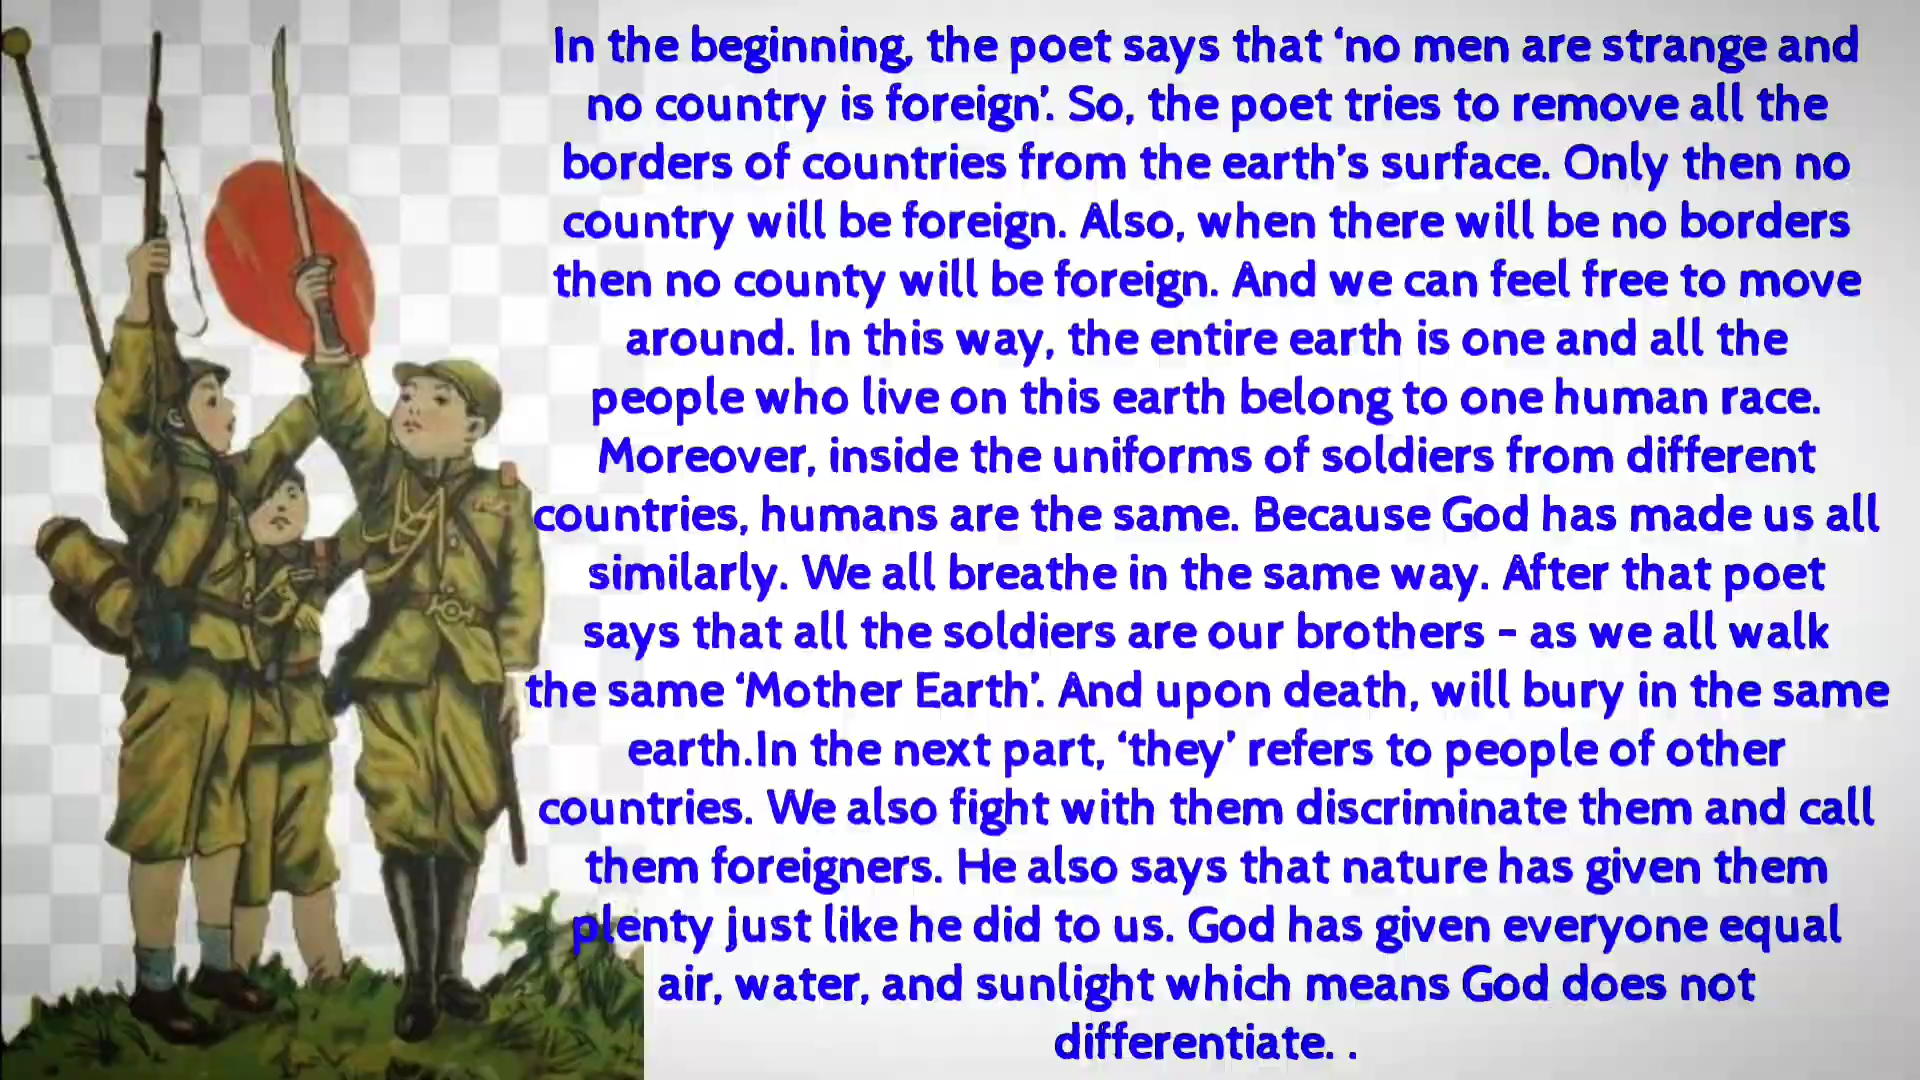 In the beginning, the poet says that ‘no men are strange and
no country is foreign’. So, the poet tries to remove all the
borders of countries from the earth’s surface. Only then no
country will be foreign. Also, when there will be no borders
then no county will be foreign. And we can feel free to move
around. In this way, the entire earth is one and all the
people who live on this earth belong to one human race.
Moreover, inside the uniforms of soldiers from different
countries, humans are the same. Because God has made us all
similarly. We all breathe in the same way. After that poet
says that all the soldiers are our brothers - as we all walk
the same ‘Mother Earth’. And upon death, will bury in the same
earth.In the next part, ‘they’ refers to people of other
countries. We also fight with them discriminate them and call
them foreigners. He also says that nature has given them
plenty just like he did to us. God has given everyone equal
air, water, and sunlight which means God does not
differentiate. .